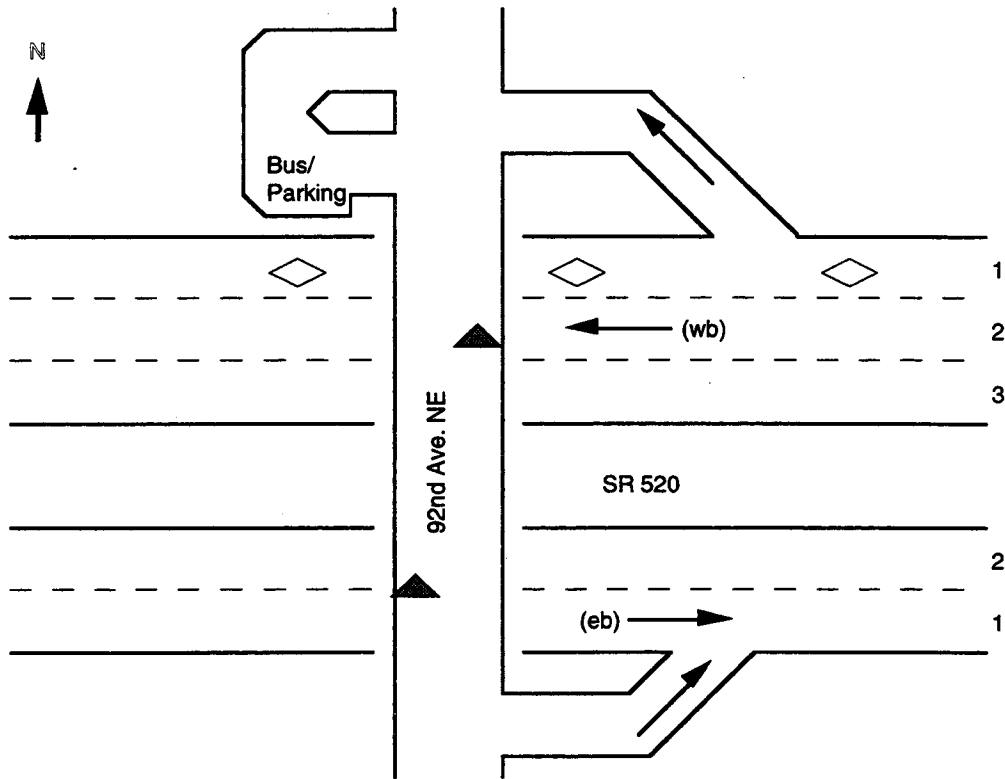 N
Bus/
Parking
1
(wb)
2
3
92nd Ave. NE
SR 520
2
(eb)
1